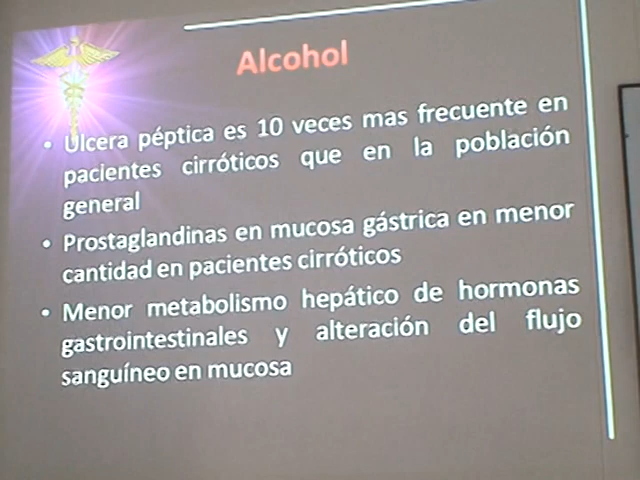 Alcohol
• Ulcera péptica es 10 veces mas frecuente en
pacientes cirróticos que en la población
general
• Prostaglandinas en mucosa gástrica en menor
cantidad en pacientes cirróticos
• Menor metabolismo hepático de hormonas
gastrointestinales y alteración del flujo
sanguíneo en mucosa